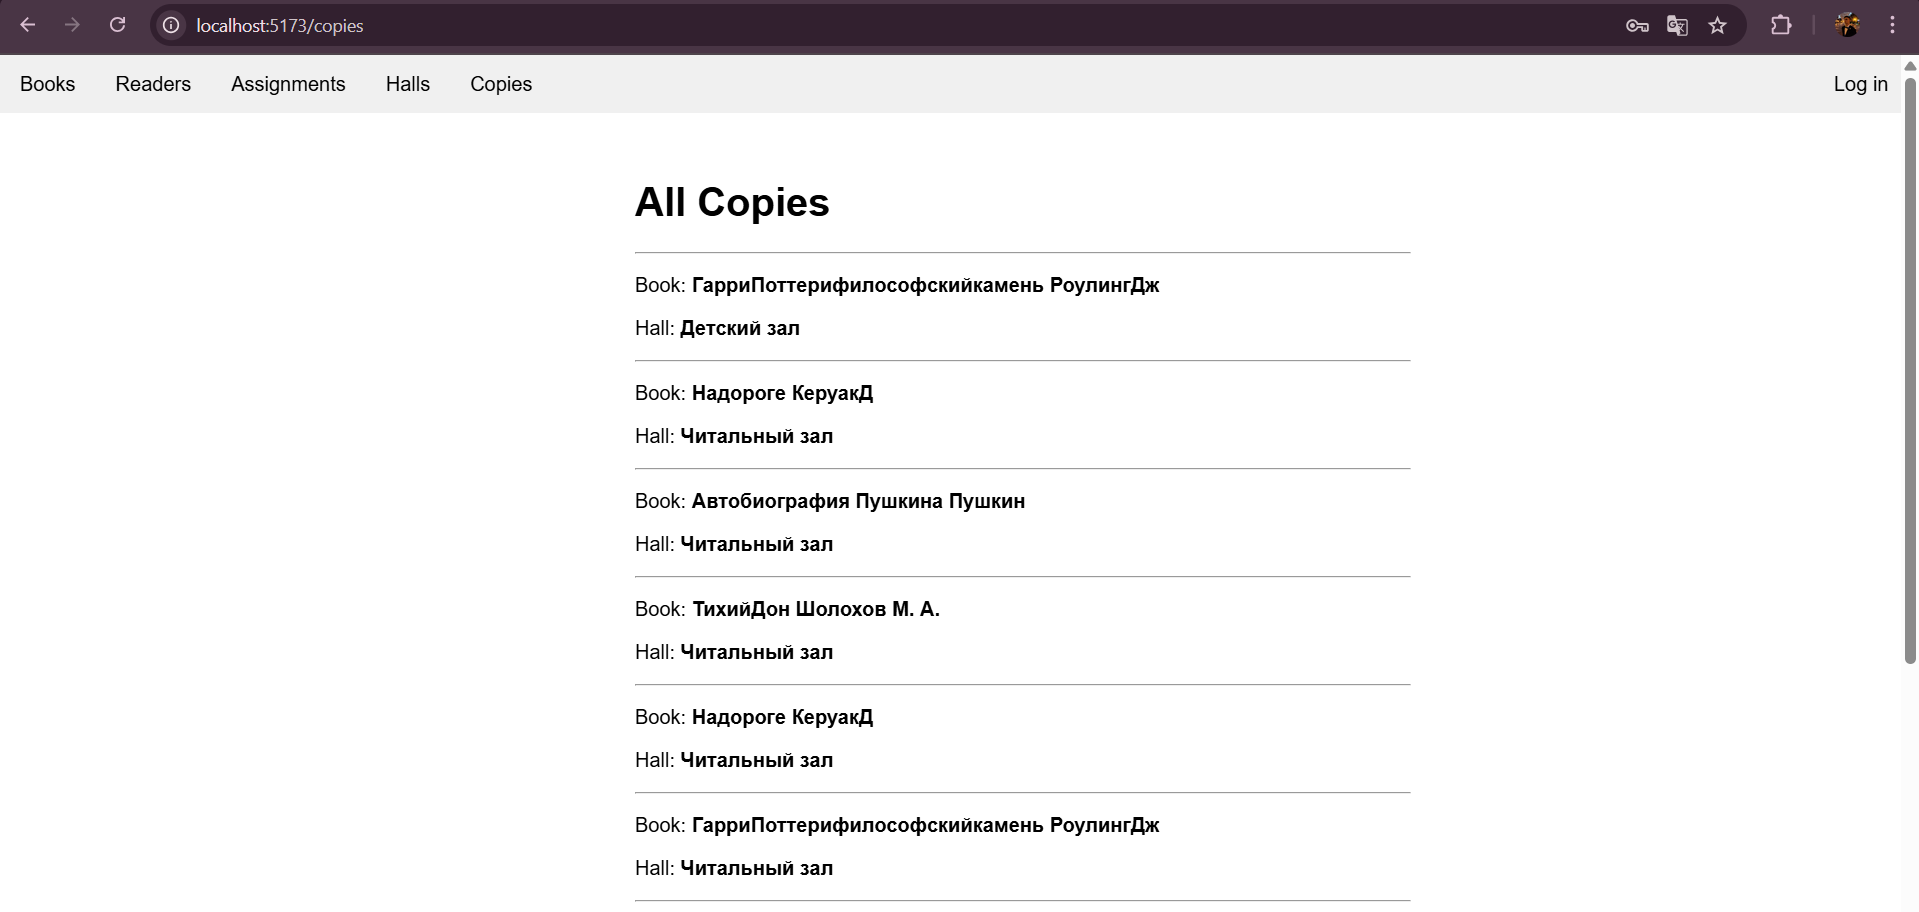 localhost:5173/copies
Books Readers Assignments Halls Copies Log in
All Copies
Book: ГарриПоттерифилософскийкамень РоулингДж
Hall: Детский зал
Book: Надороге КеруакД
Hall: Читальный зал
Book: Автобиография Пушкина Пушкин
Hall: Читальный зал
Book: ТихийДон Шолохов М. А.
Hall: Читальный зал
Book: Надороге КеруакД
Hall: Читальный зал
Book: ГарриПоттерифилософскийкамень РоулингДж
Hall: Читальный зал